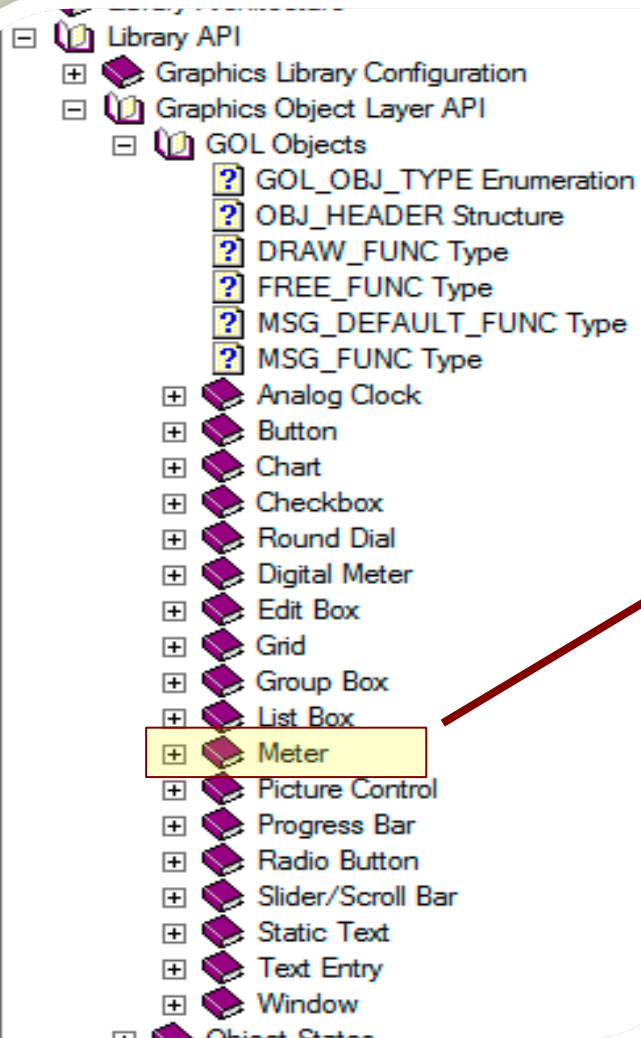 Library API
Graphics Library Configuration
Graphics Object Layer API
GOL Objects
GOL_OBJ_TYPE Enumeration
OBJ_HEADER Structure
DRAW_FUNC Type
FREE_FUNC Type
MSG_DEFAULT_FUNC Type
MSG_FUNC Type
Analog Clock
Button
Chart
Checkbox
Round Dial
Digital Meter
Edit Box
Grid
Group Box
List Box
Meter
Picture Control
Progress Bar
Radio Button
Slider/Scroll Bar
Static Text
Text Entry
Window
Object States